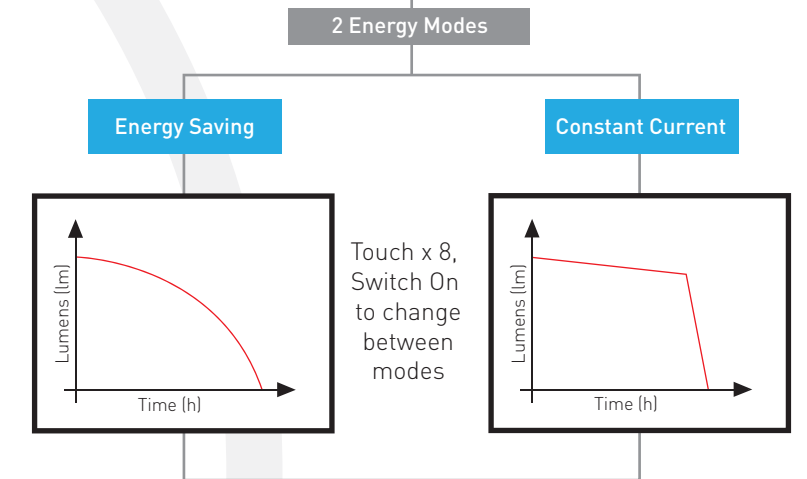 2 Energy Modes
Energy Saving
Constant Current
Lumens (lm)
Time (h)
Touch x 8,
Switch On
to change
between
modes
Lumens (lm)
Time (h)